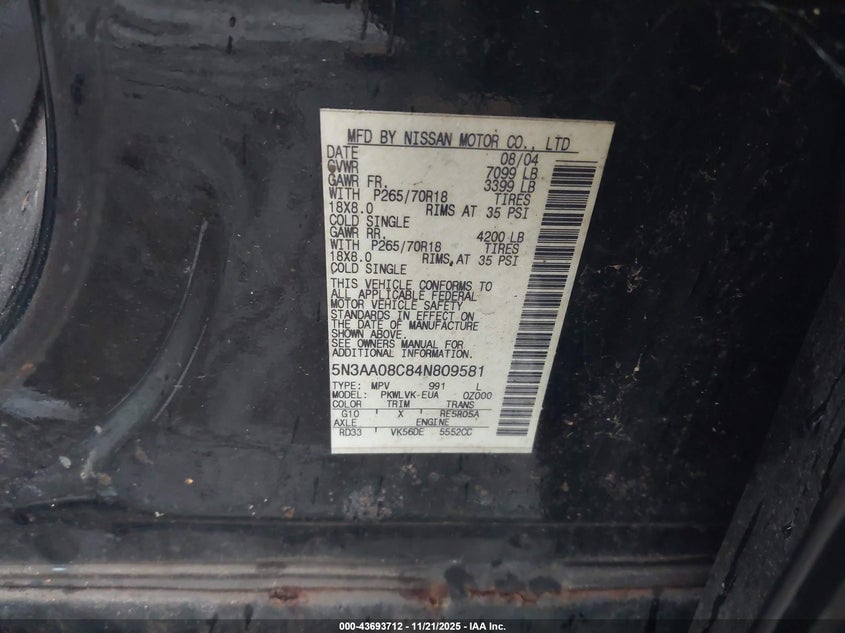 MFD BY NISSAN MOTOR CO., LTD
DATE 08/04
GVWR 7099 LB
GAWR FR. 3399 LB
WITH P265/70R18 TIRES
18X8.0 RIMS AT 35 PSI
COLD SINGLE
GAWR RR. 4200 LB
WITH P265/70R18 TIRES
18X8.0 RIMS AT 35 PSI
COLD SINGLE
THIS VEHICLE CONFORMS TO
ALL APPLICABLE FEDERAL
MOTOR VEHICLE SAFETY
STANDARDS IN EFFECT ON
THE DATE OF MANUFACTURE
SHOWN ABOVE.
SEE OWNERS MANUAL FOR
ADDITIONAL INFORMATION.
5N3AA08C84N809581
TYPE: MPV 991 L
MODEL: PKWLVK-EUA OZ000
COLOR TRIM TRANS
G10 X RE5R05A
AXLE ENGINE
RD33 VK56DE 5552CC
000-43693712 - 11/21/2025 - IAA Inc.